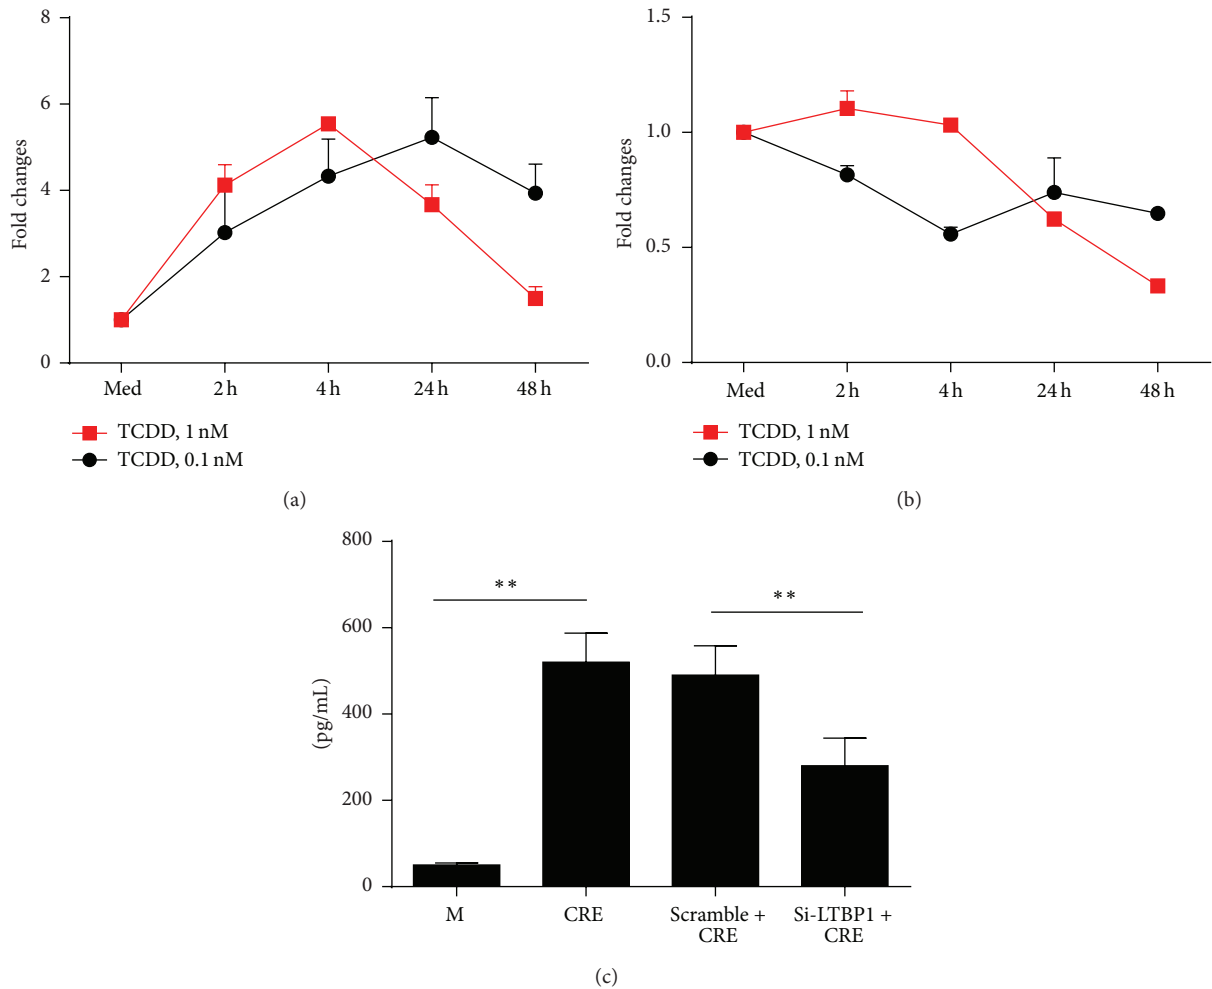 8
6
4
2
0
Fold changes
Med
2 h
4 h
24 h
48 h
TCDD, 1 nM
TCDD, 0.1 nM
(a)
1.5
1.0
0.5
0.0
Fold changes
Med
2 h
4 h
24 h
48 h
TCDD, 1 nM
TCDD, 0.1 nM
(b)
800
600
400
200
0
(pg/mL)
**
**
M
CRE
Scramble +
CRE
Si-LTBP1 +
CRE
(c)